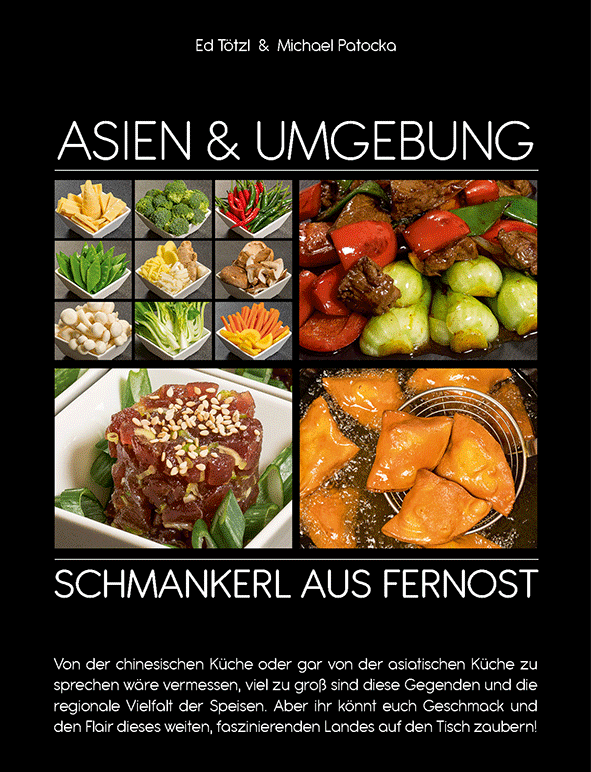 Ed Tötzl & Michael Patocka
ASIEN & UMGEBUNG
SCHMANKERL AUS FERNOST
Von der chinesischen Küche oder gar von der asiatischen Küche zu
sprechen wäre vermessen, viel zu groß sind diese Gegenden und die
regionale Vielfalt der Speisen. Aber ihr könnt euch Geschmack und
den Flair dieses weiten, faszinierenden Landes auf den Tisch zaubern!